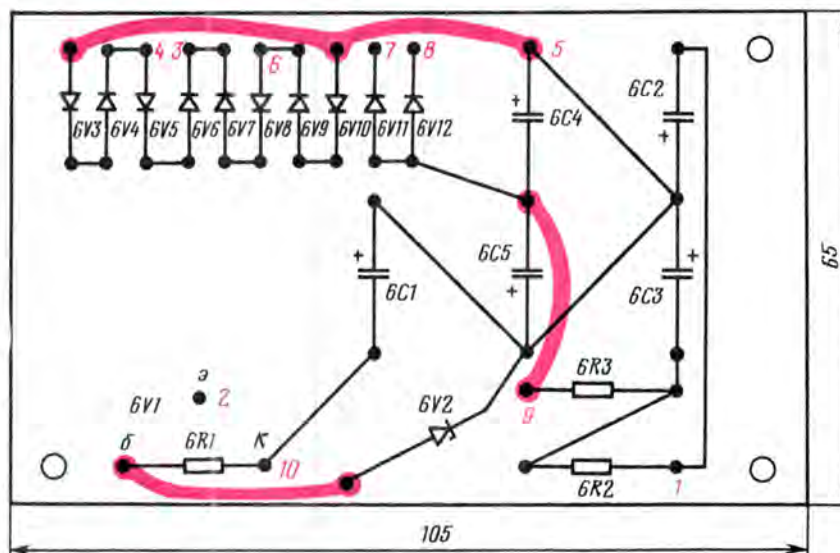 4 3 6 7 8 5
6V3 6V4 6V5 6V6 6V7 6V8 6V9 6V10 6V11 6V12
+ 6C4
6C2 +
+ 6C1
6C5 +
+ 6C3
65
э
6V1 2
6V2
6R3
9
б 6R1 к
10
6R2 1
105